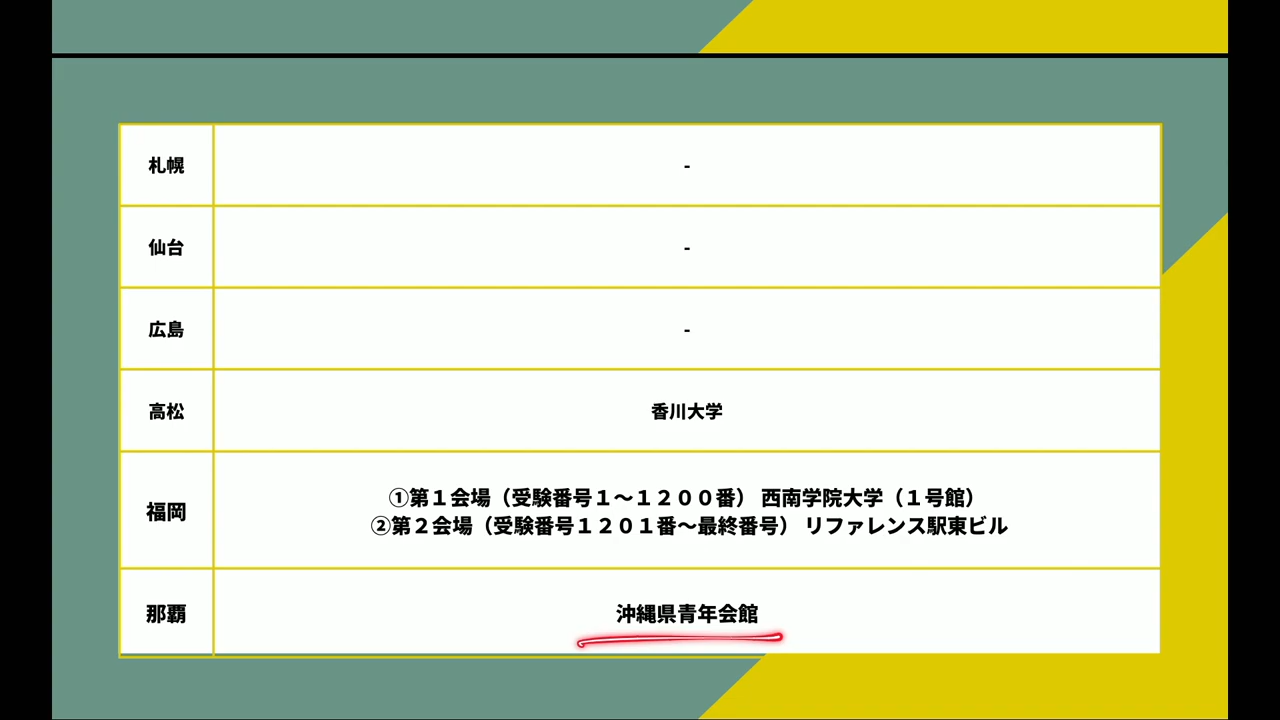 札幌
-
仙台
-
広島
-
高松
香川大学
福岡
①第１会場（受験番号１～１２００番） 西南学院大学（１号館）
②第２会場（受験番号１２０１番～最終番号） リファレンス駅東ビル
那覇
沖縄県青年会館